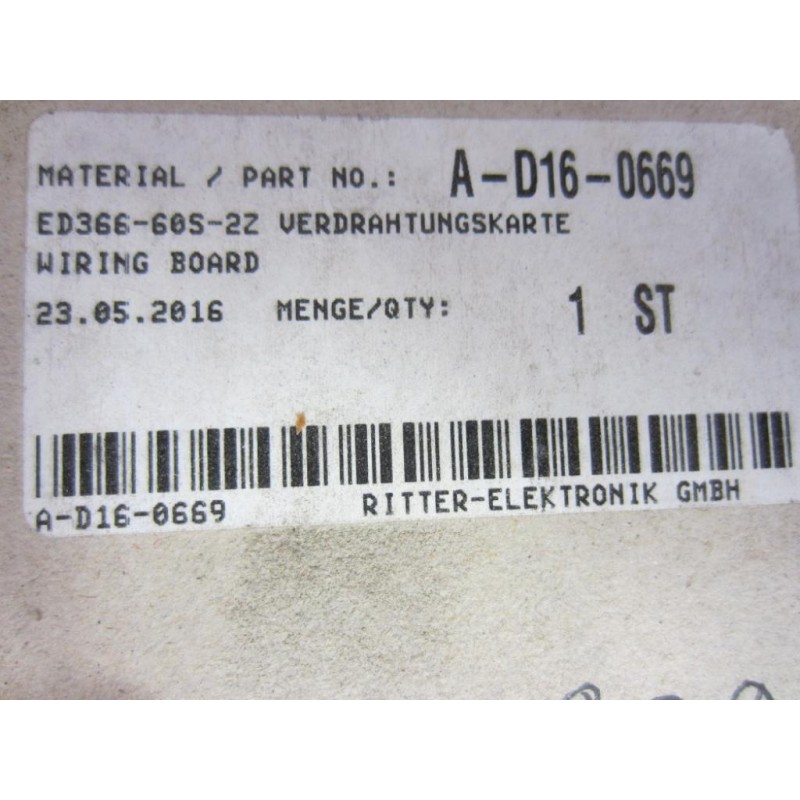 MATERIAL / PART NO.: A-D16-0669
ED366-60S-2Z VERDRAHTUNGSKARTE
WIRING BOARD
23.05.2016 MENGE/QTY: 1 ST
A-D16-0669 RITTER-ELEKTRONIK GMBH